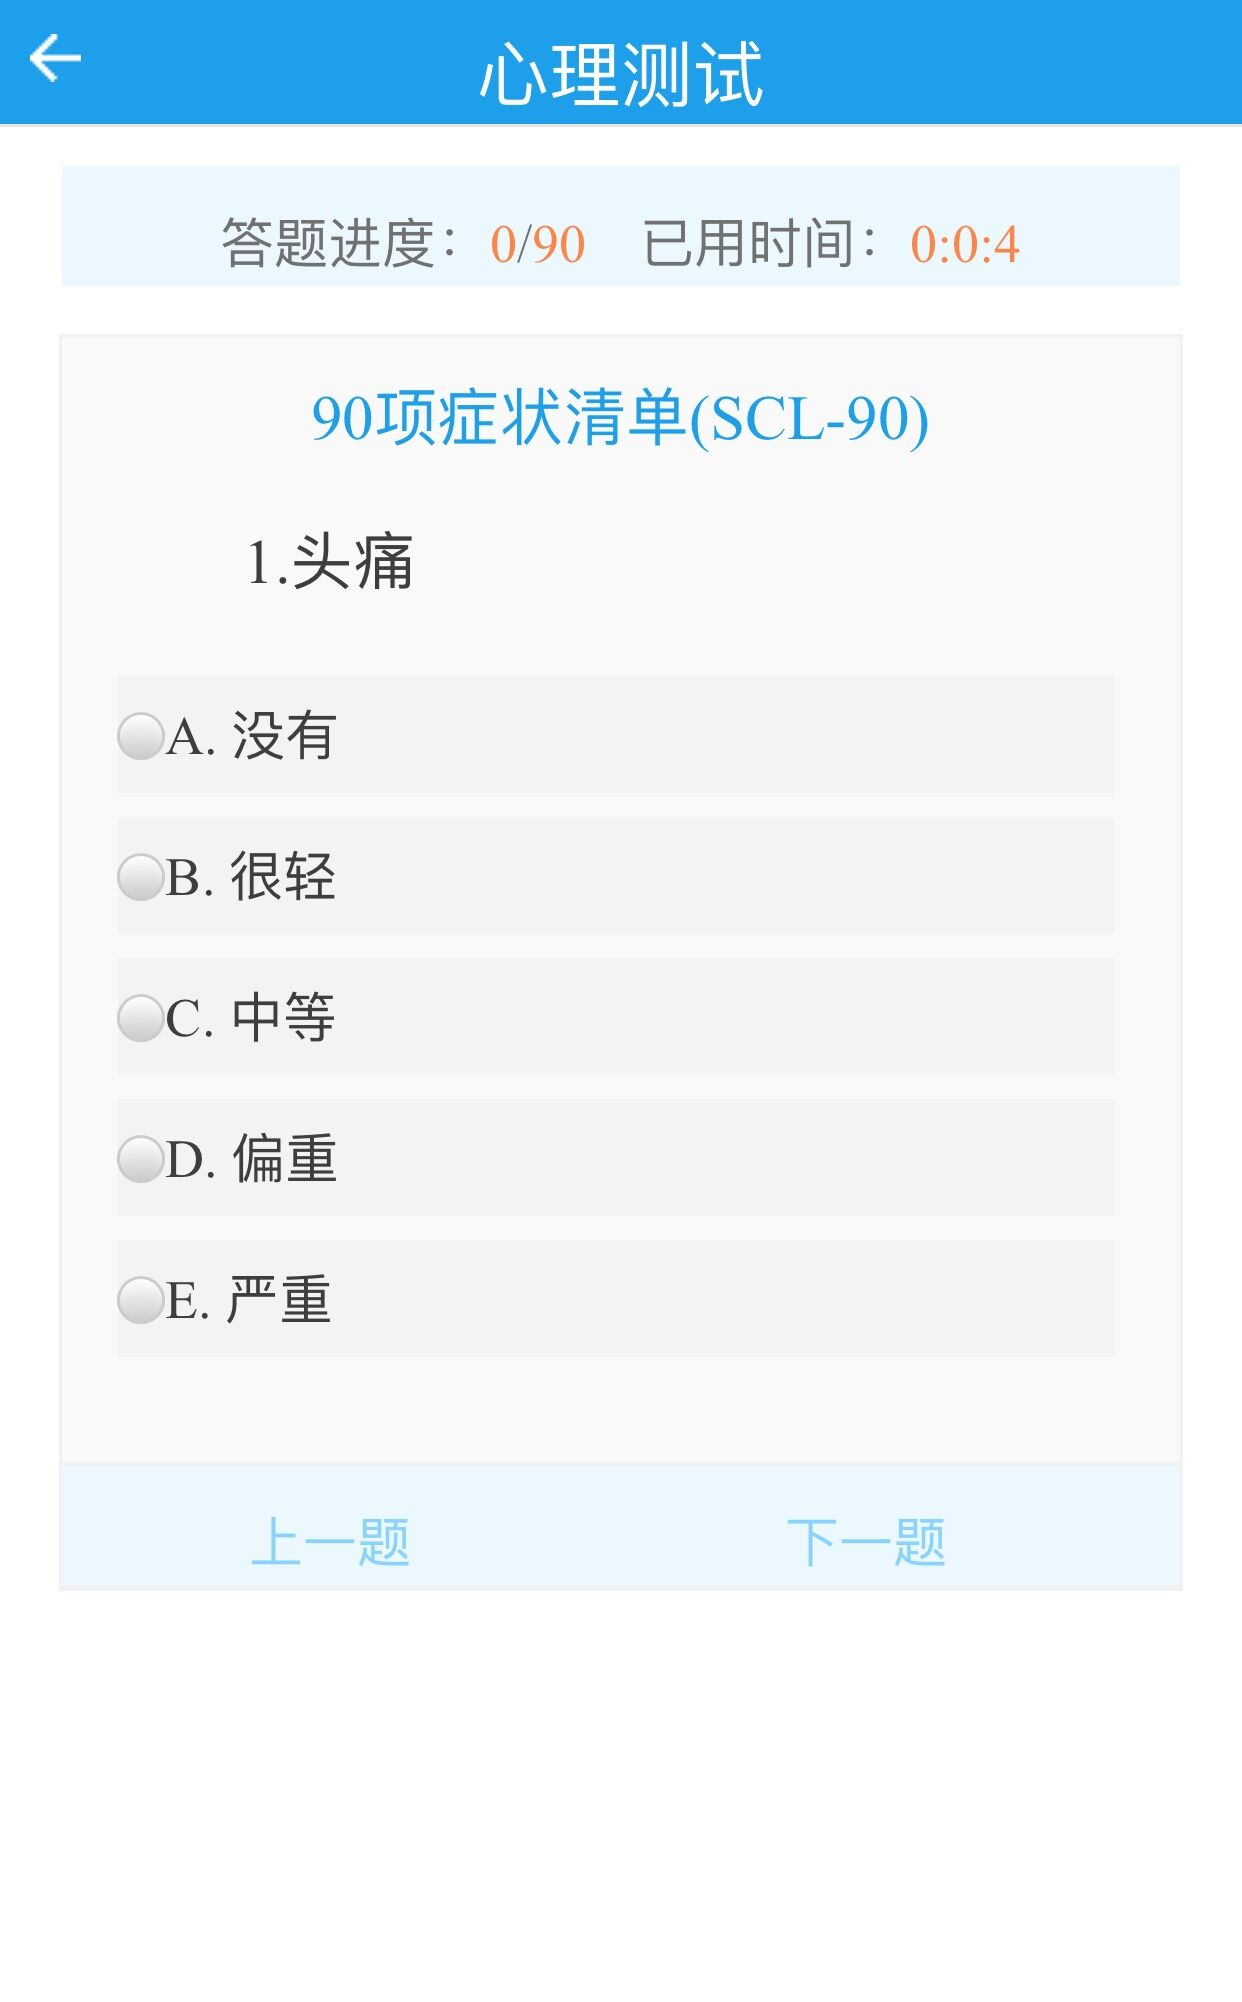 心理测试
答题进度：0/90 已用时间：0:0:4
90项症状清单(SCL-90)
1.头痛
A. 没有
B. 很轻
C. 中等
D. 偏重
E. 严重
上一题 下一题